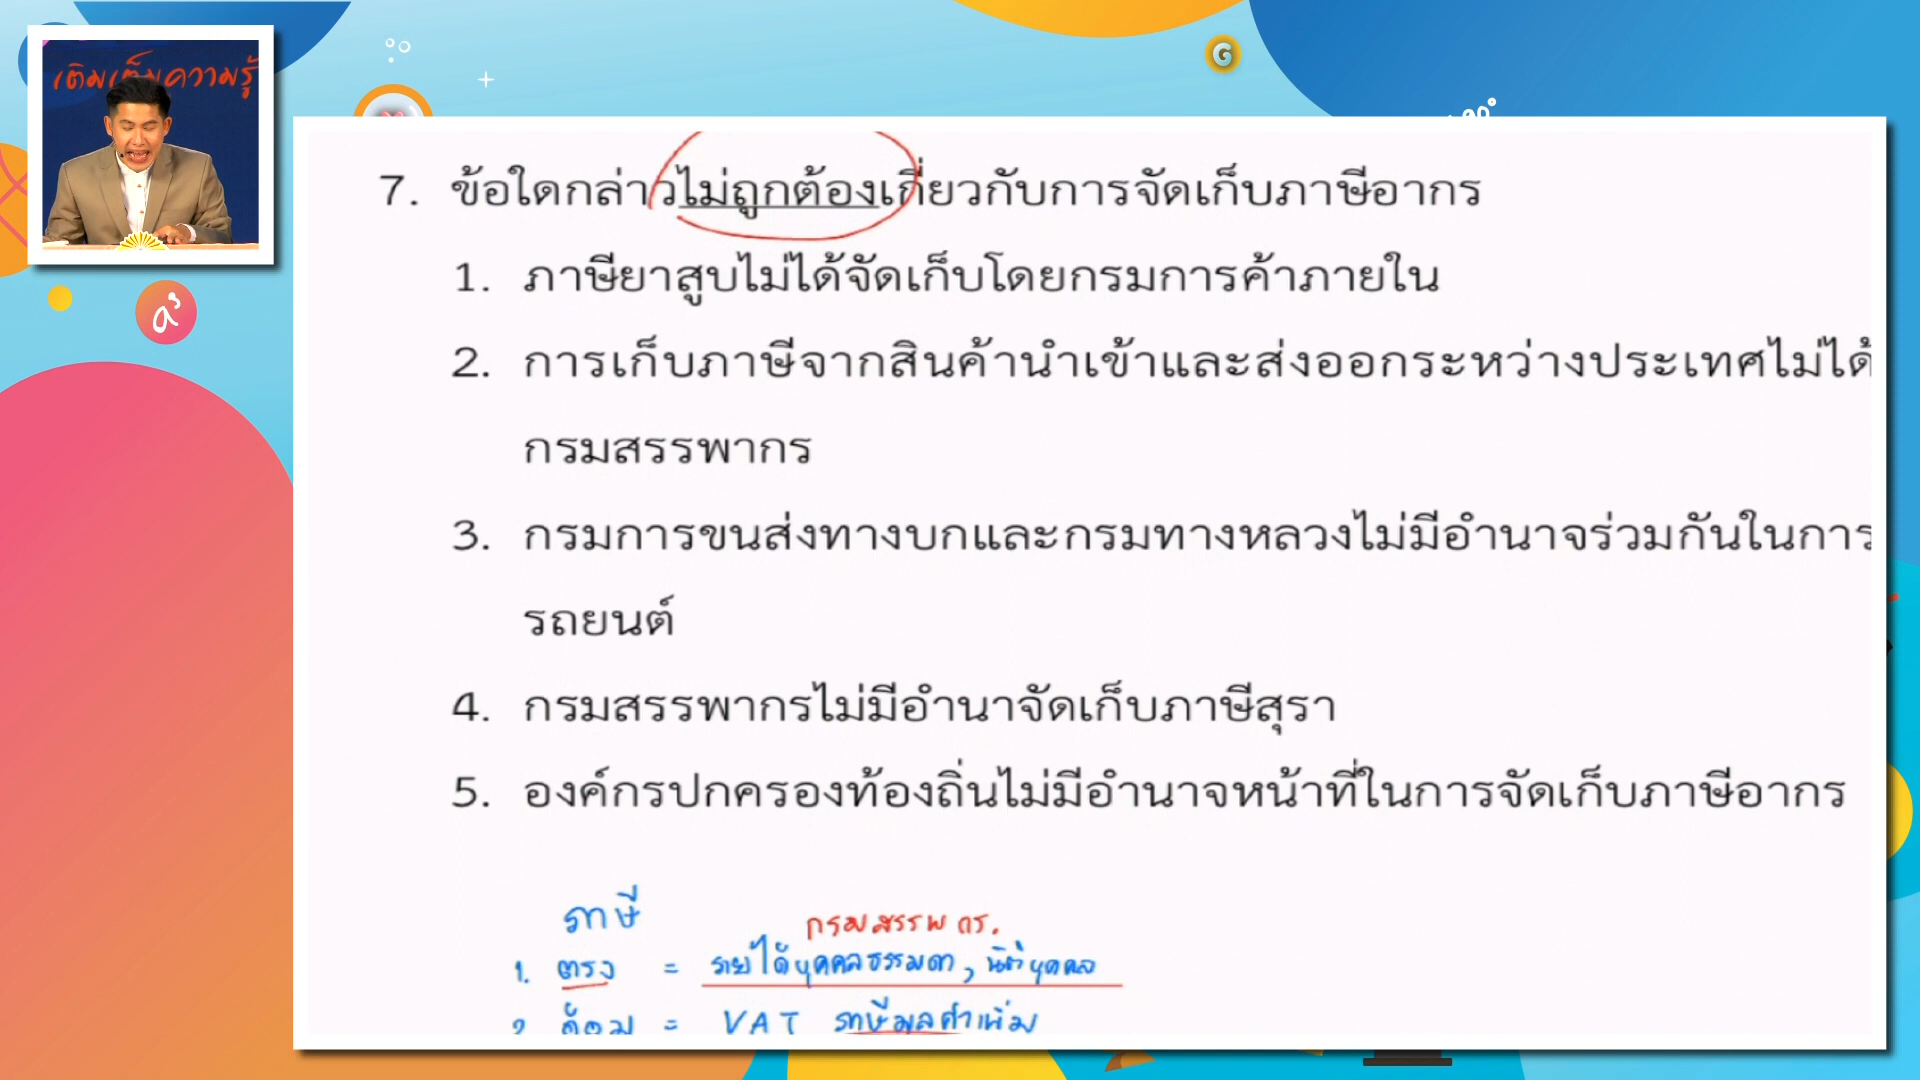 เติมเต็มความรู้
7. ข้อใดกล่าวไม่ถูกต้องเกี่ยวกับการจัดเก็บภาษีอากร
1. ภาษียาสูบไม่ได้จัดเก็บโดยกรมการค้าภายใน
2. การเก็บภาษีจากสินค้านำเข้าและส่งออกระหว่างประเทศไม่ได้
กรมสรรพากร
3. กรมการขนส่งทางบกและกรมทางหลวงไม่มีอำนาจร่วมกันในการ
รถยนต์
4. กรมสรรพากรไม่มีอำนาจัดเก็บภาษีสุรา
5. องค์กรปกครองท้องถิ่นไม่มีอำนาจหน้าที่ในการจัดเก็บภาษีอากร
ภาษี
กรมสรรพ กร.
1. ตรง = รายได้บุคคลธรรมดา, นิติบุคคล
2 อ้อม = VAT ภาษีมูลค่าเพิ่ม